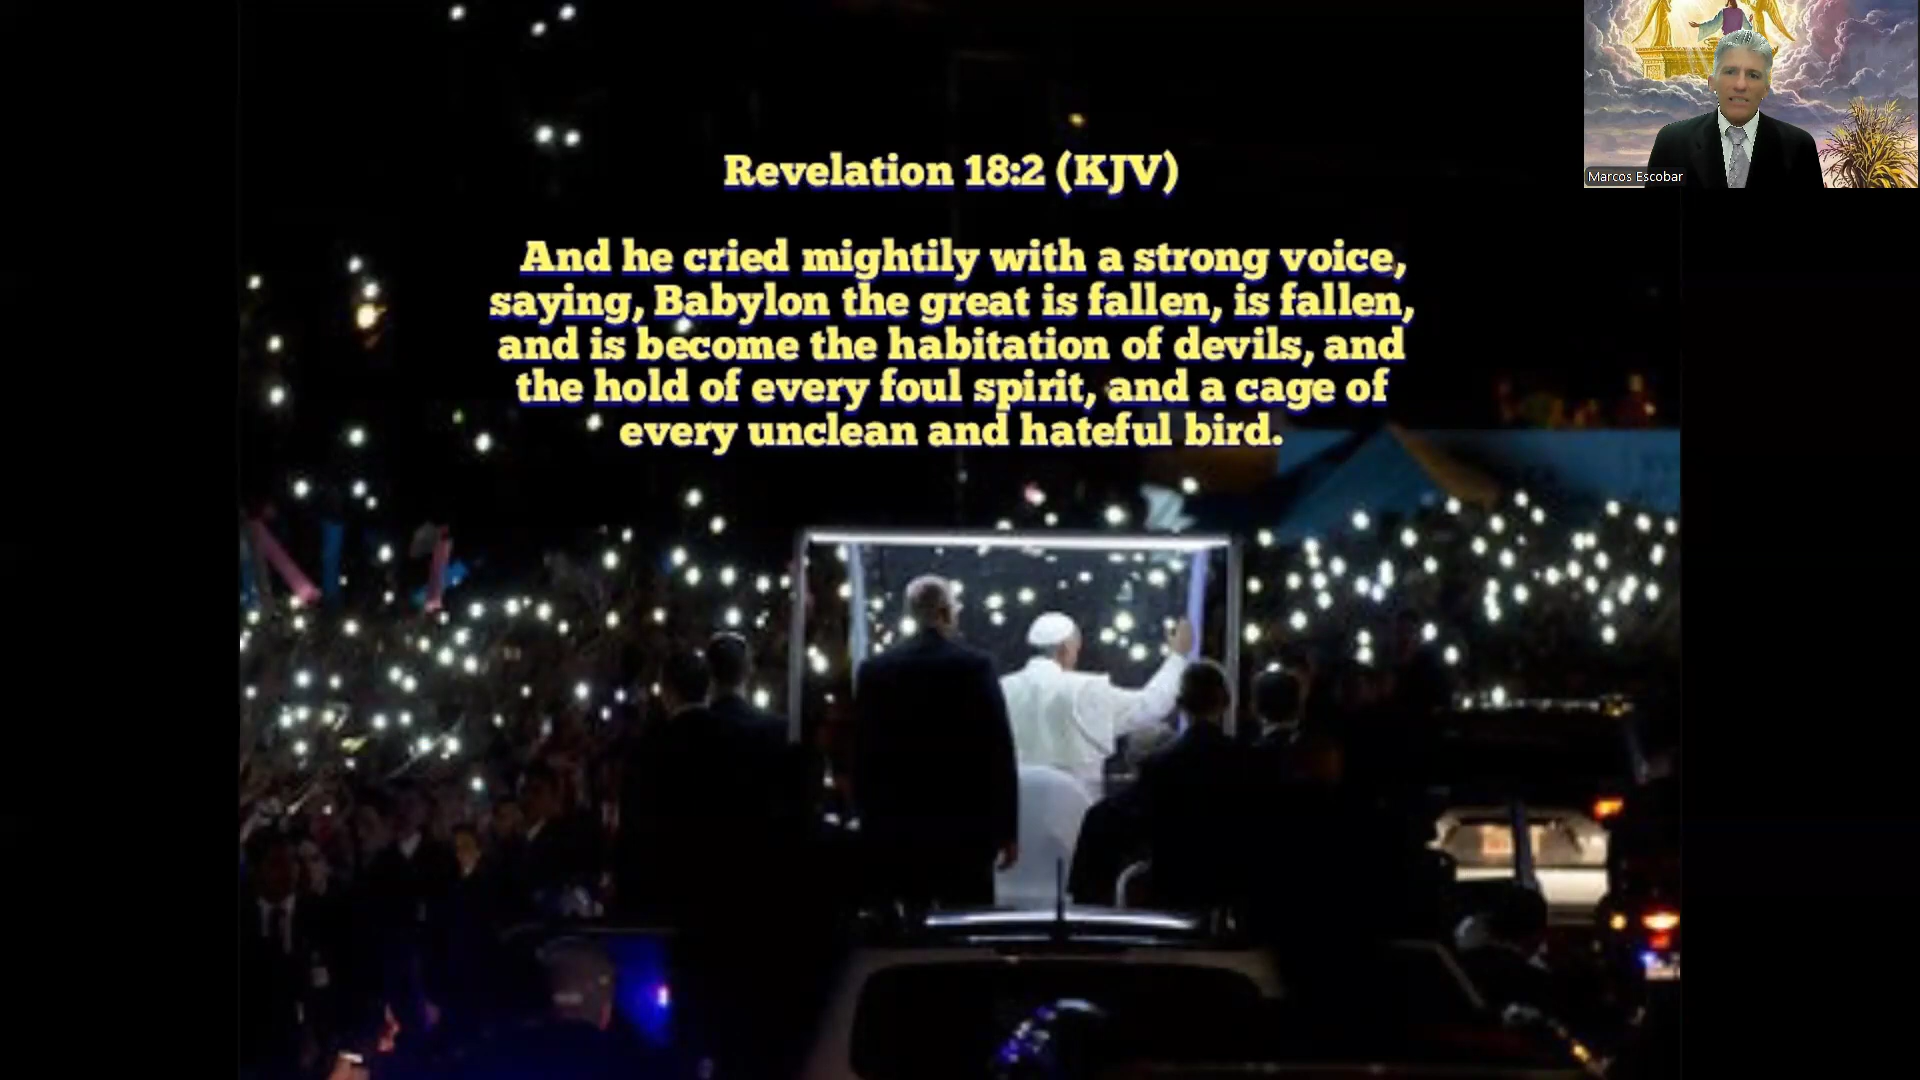 Revelation 18:2 (KJV)
And he cried mightily with a strong voice,
saying, Babylon the great is fallen, is fallen,
and is become the habitation of devils, and
the hold of every foul spirit, and a cage of
every unclean and hateful bird.
Marcos Escobar